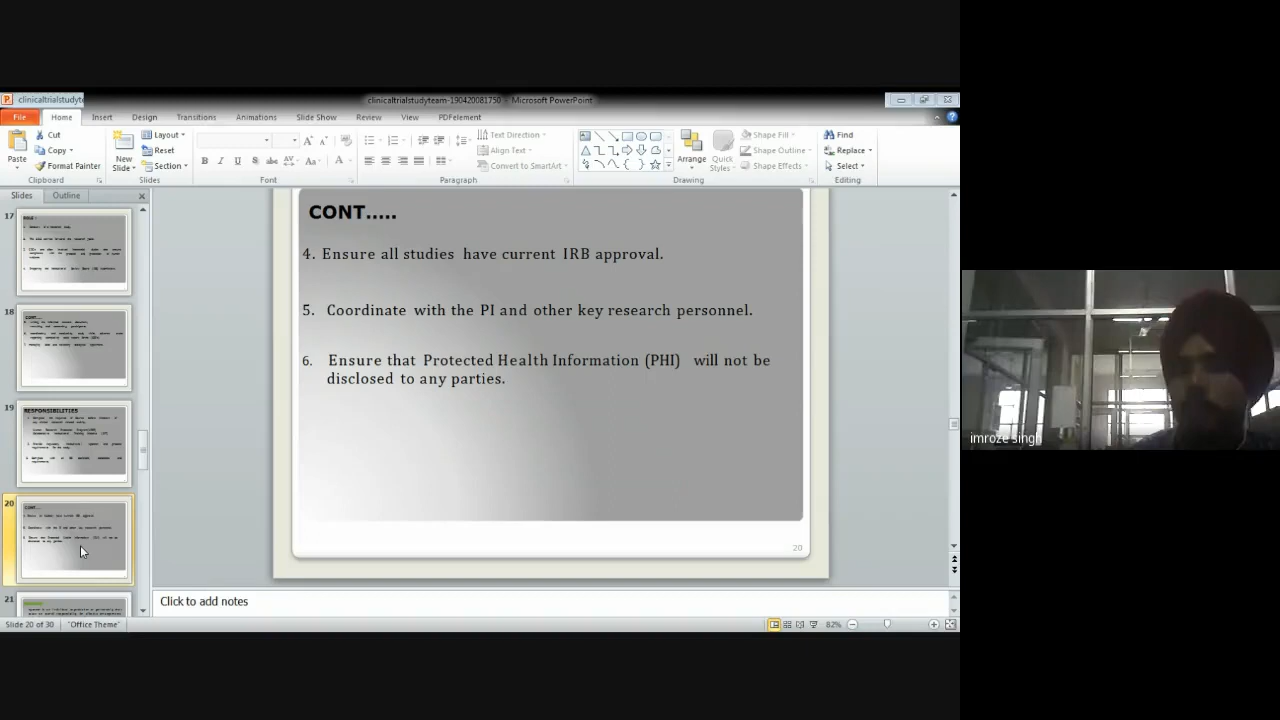 clinicaltrialstudyte
clinicaltrialstudyteam-190420081750 - Microsoft PowerPoint
File Home Insert Design Transitions Animations Slide Show Review View PDFelement
Paste
Cut
Copy
Format Painter
Clipboard
New
Slide
Layout
Reset
Section
Slides
B I U S abc AV Aa A
Font
Text Direction
Align Text
Convert to SmartArt
Paragraph
Arrange
Quick
Styles
Shape Fill
Shape Outline
Shape Effects
Drawing
Find
Replace
Select
Editing
Slides Outline
17
18
19
RESPONSIBILITIES
20
21
CONT.....
4. Ensure all studies have current IRB approval.
5. Coordinate with the PI and other key research personnel.
6. Ensure that Protected Health Information (PHI) will not be
disclosed to any parties.
20
Click to add notes
Slide 20 of 30 "Office Theme" 82%
imroze singh